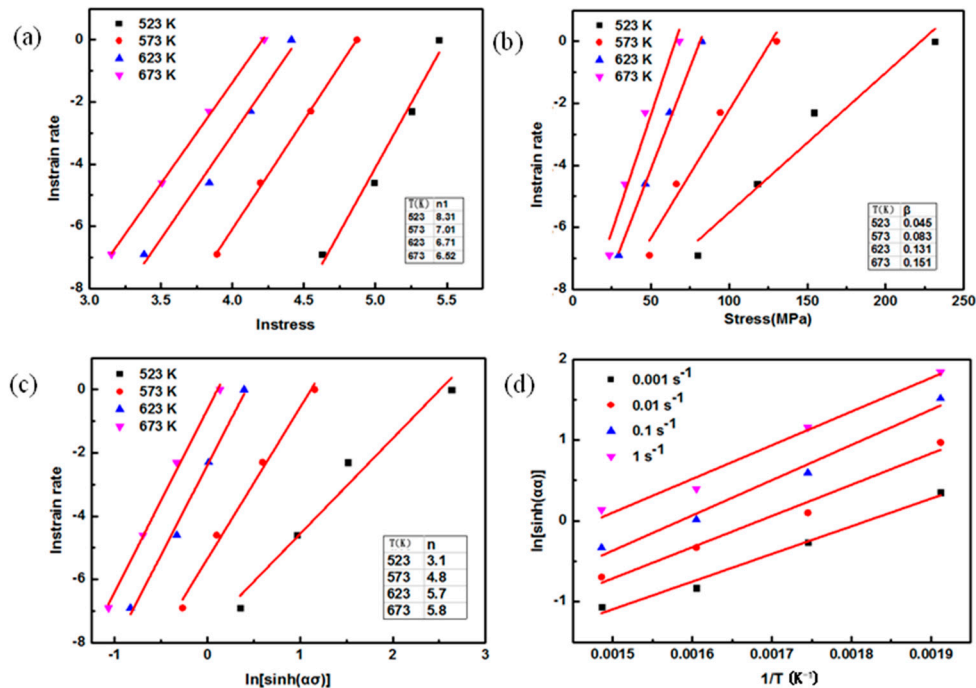 (a)
523 K
573 K
623 K
673 K
0
-2
-4
-6
-8
lnstrain rate
3.0 3.5 4.0 4.5 5.0 5.5
lnstress
T(K) n1
523 8.31
573 7.01
623 6.71
673 6.52
(b)
523 K
573 K
623 K
673 K
0
-2
-4
-6
-8
lnstrain rate
0 50 100 150 200 250
Stress(MPa)
T(K) β
523 0.045
573 0.083
623 0.131
673 0.151
(c)
523 K
573 K
623 K
673 K
0
-2
-4
-6
-8
lnstrain rate
-1 0 1 2 3
ln[sinh(ασ)]
T(K) n
523 3.1
573 4.8
623 5.7
673 5.8
(d)
0.001 s⁻¹
0.01 s⁻¹
0.1 s⁻¹
1 s⁻¹
2
1
0
-1
ln[sinh(ασ)]
0.0015 0.0016 0.0017 0.0018 0.0019
1/T (K⁻¹)